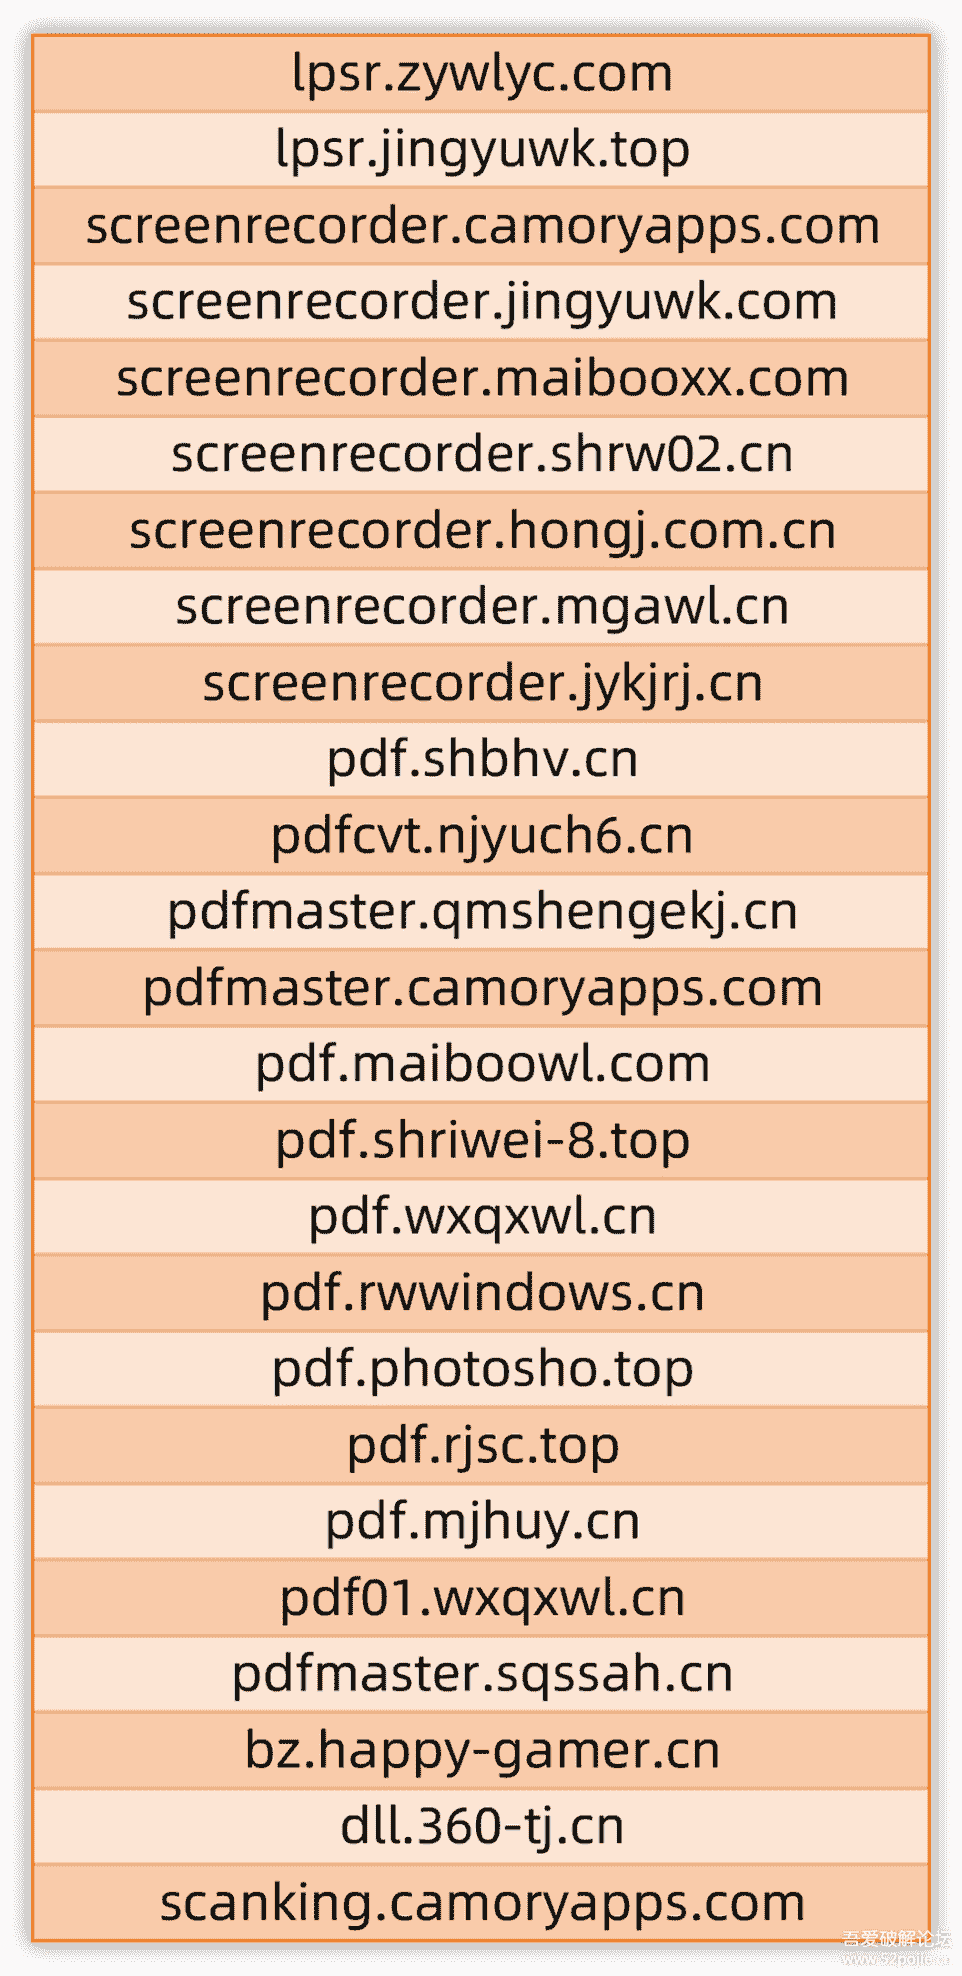 lpsr.zywlyc.com
lpsr.jingyuwk.top
screenrecorder.camoryapps.com
screenrecorder.jingyuwk.com
screenrecorder.maibooxx.com
screenrecorder.shrw02.cn
screenrecorder.hongj.com.cn
screenrecorder.mgawl.cn
screenrecorder.jykjrj.cn
pdf.shbhv.cn
pdfcvt.njyuch6.cn
pdfmaster.qmshengekj.cn
pdfmaster.camoryapps.com
pdf.maiboowl.com
pdf.shriwei-8.top
pdf.wxqxwl.cn
pdf.rwwindows.cn
pdf.photosho.top
pdf.rjsc.top
pdf.mjhuy.cn
pdf01.wxqxwl.cn
pdfmaster.sqssah.cn
bz.happy-gamer.cn
dll.360-tj.cn
scanking.camoryapps.com
吾爱破解论坛
www.52pojie.cn